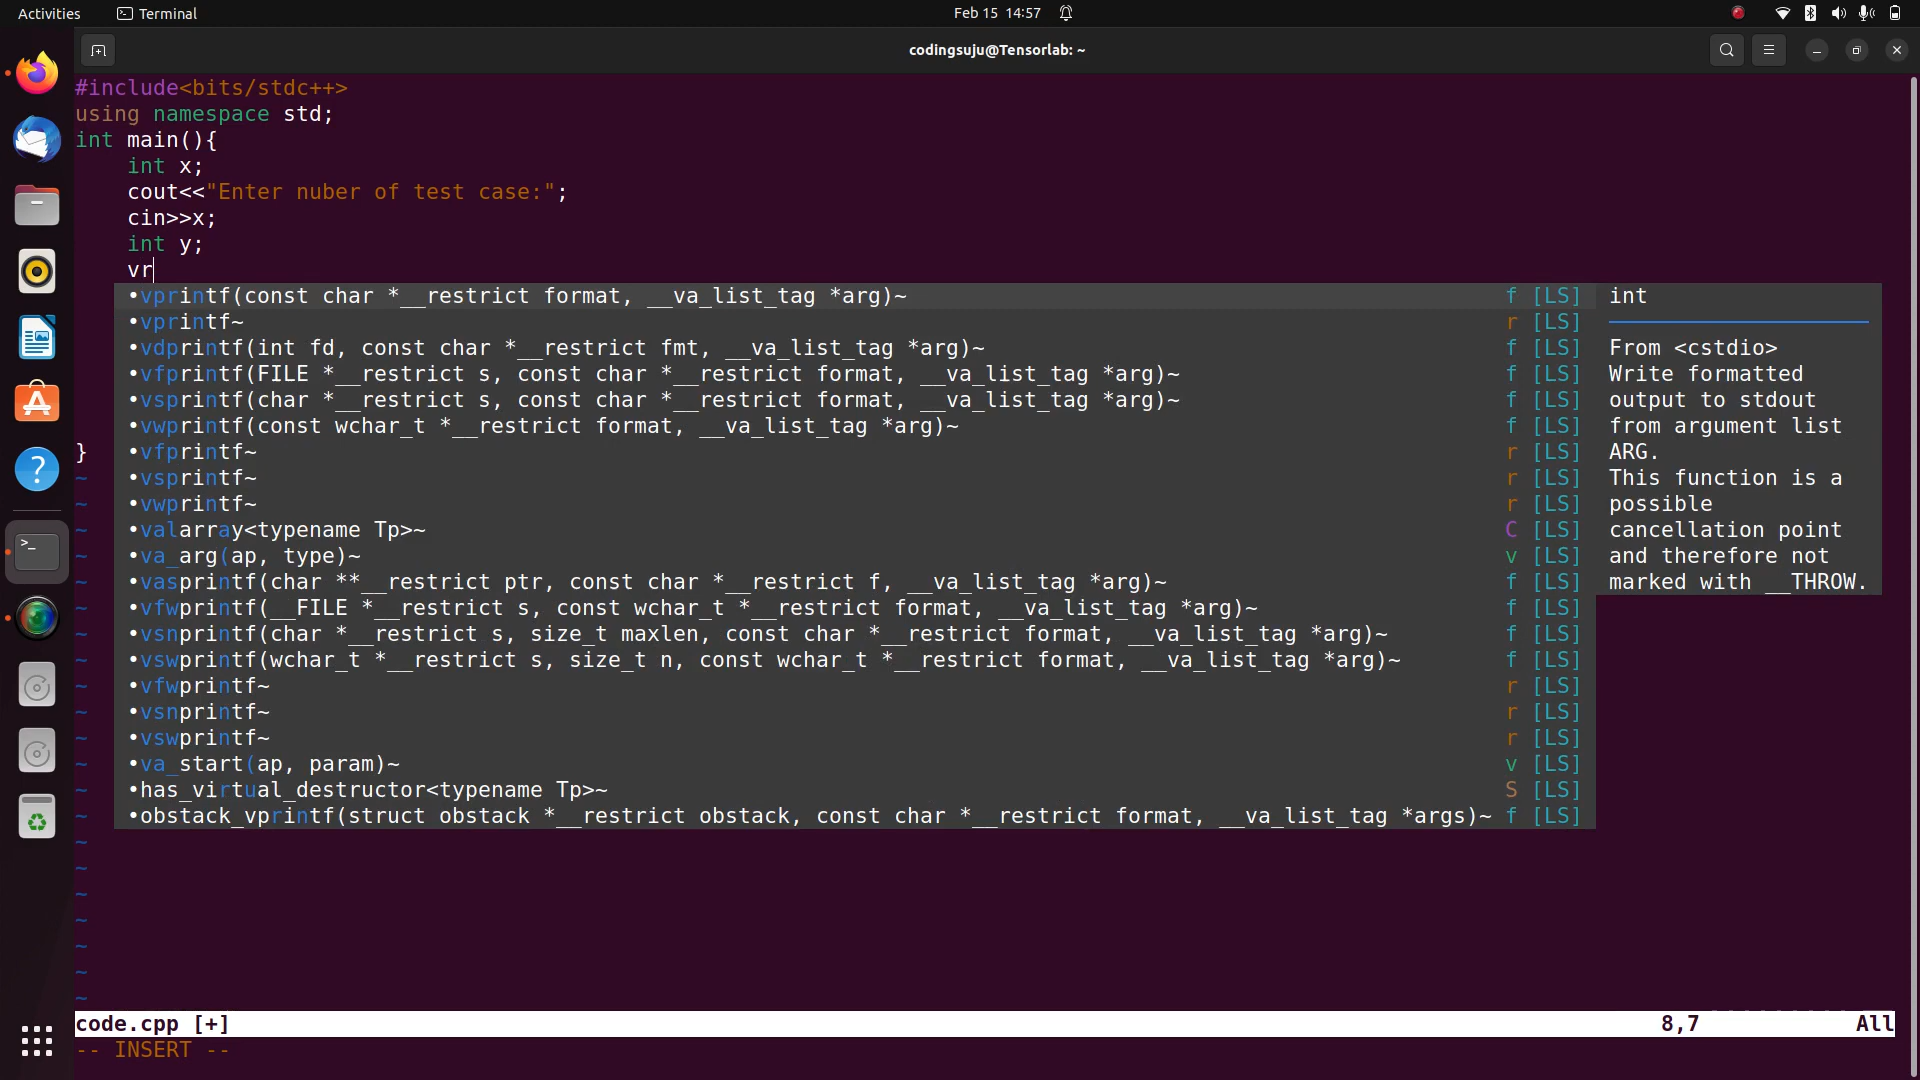 Activities
Terminal
Feb 15 14:57
codingsuju@Tensorlab: ~
#include<bits/stdc++>
using namespace std;
int main(){
int x;
cout<<"Enter nuber of test case:";
cin>>x;
int y;
vr
•vprintf(const char *__restrict format, __va_list_tag *arg)~ f [LS]
•vprintf~ r [LS]
•vdprintf(int fd, const char *__restrict fmt, __va_list_tag *arg)~ f [LS]
•vfprintf(FILE *__restrict s, const char *__restrict format, __va_list_tag *arg)~ f [LS]
•vsprintf(char *__restrict s, const char *__restrict format, __va_list_tag *arg)~ f [LS]
•vwprintf(const wchar_t *__restrict format, __va_list_tag *arg)~ f [LS]
} •vfprintf~ r [LS]
~ •vsprintf~ r [LS]
~ •vwprintf~ r [LS]
~ •valarray<typename Tp>~ C [LS]
~ •va_arg(ap, type)~ v [LS]
~ •vasprintf(char **__restrict ptr, const char *__restrict f, __va_list_tag *arg)~ f [LS]
~ •vfwprintf(__FILE *__restrict s, const wchar_t *__restrict format, __va_list_tag *arg)~ f [LS]
~ •vsnprintf(char *__restrict s, size_t maxlen, const char *__restrict format, __va_list_tag *arg)~ f [LS]
~ •vswprintf(wchar_t *__restrict s, size_t n, const wchar_t *__restrict format, __va_list_tag *arg)~ f [LS]
~ •vfwprintf~ r [LS]
~ •vsnprintf~ r [LS]
~ •vswprintf~ r [LS]
~ •va_start(ap, param)~ v [LS]
~ •has_virtual_destructor<typename Tp>~ S [LS]
~ •obstack_vprintf(struct obstack *__restrict obstack, const char *__restrict format, __va_list_tag *args)~ f [LS]
int
From <cstdio>
Write formatted
output to stdout
from argument list
ARG.
This function is a
possible
cancellation point
and therefore not
marked with __THROW.
~
~
~
~
~
~
~
code.cpp [+] 8,7 All
-- INSERT --